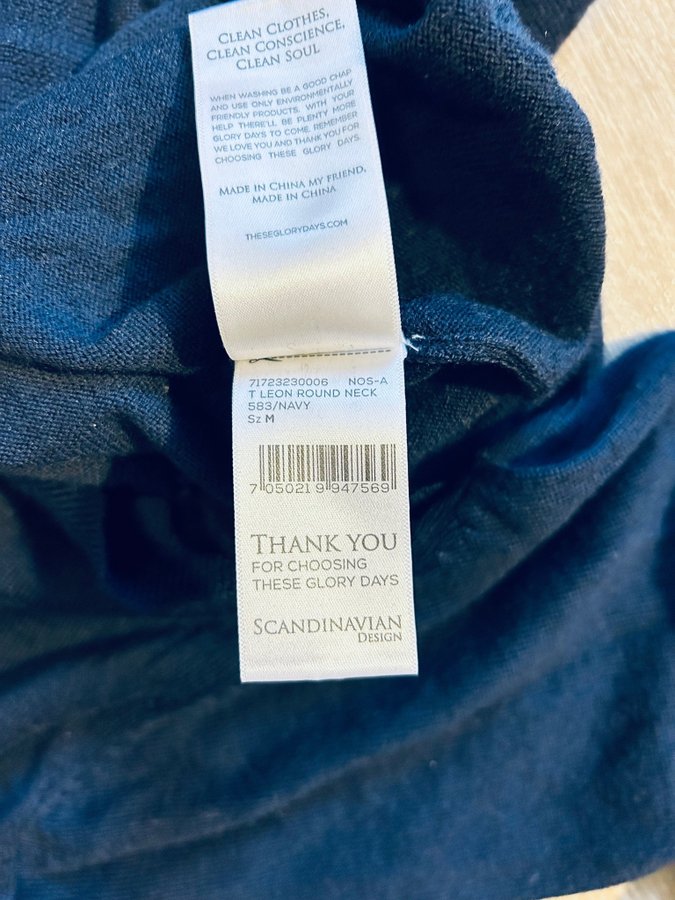 CLEAN CLOTHES,
CLEAN CONSCIENCE,
CLEAN SOUL
WHEN WASHING BE A GOOD CHAP
AND USE ONLY ENVIRONMENTALLY
FRIENDLY PRODUCTS. WITH YOUR
HELP THERE'LL BE PLENTY MORE
GLORY DAYS TO COME. REMEMBER
WE LOVE YOU AND THANK YOU FOR
CHOOSING THESE GLORY DAYS.
MADE IN CHINA MY FRIEND,
MADE IN CHINA
THESEGLORYDAYS.COM
71723230006 NOS-A
T LEON ROUND NECK
583/NAVY
Sz M
7 050219 947569
THANK YOU
FOR CHOOSING
THESE GLORY DAYS
SCANDINAVIAN
DESIGN